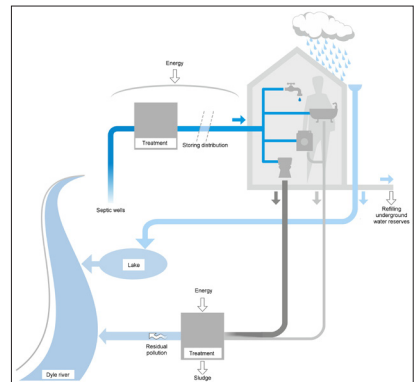 Energy
Treatment
Storing distribution
Septic wells
Refilling
underground
water reserves
Lake
Energy
Residual
pollution
Treatment
Dyle river
Sludge